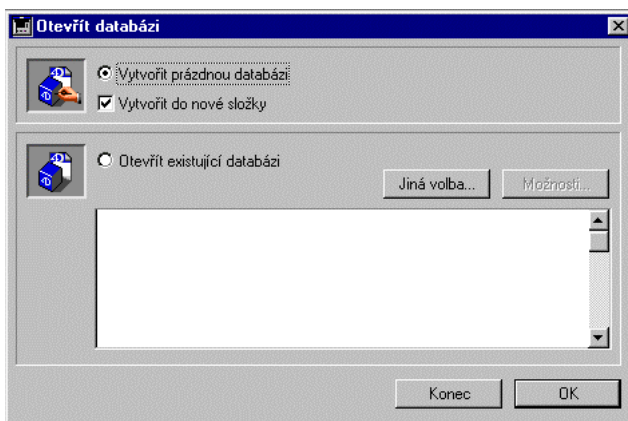 Otevřít databázi
Vytvořit prázdnou databázi
Vytvořit do nové složky
Otevřít existující databázi
Jiná volba...
Možnosti...
Konec
OK